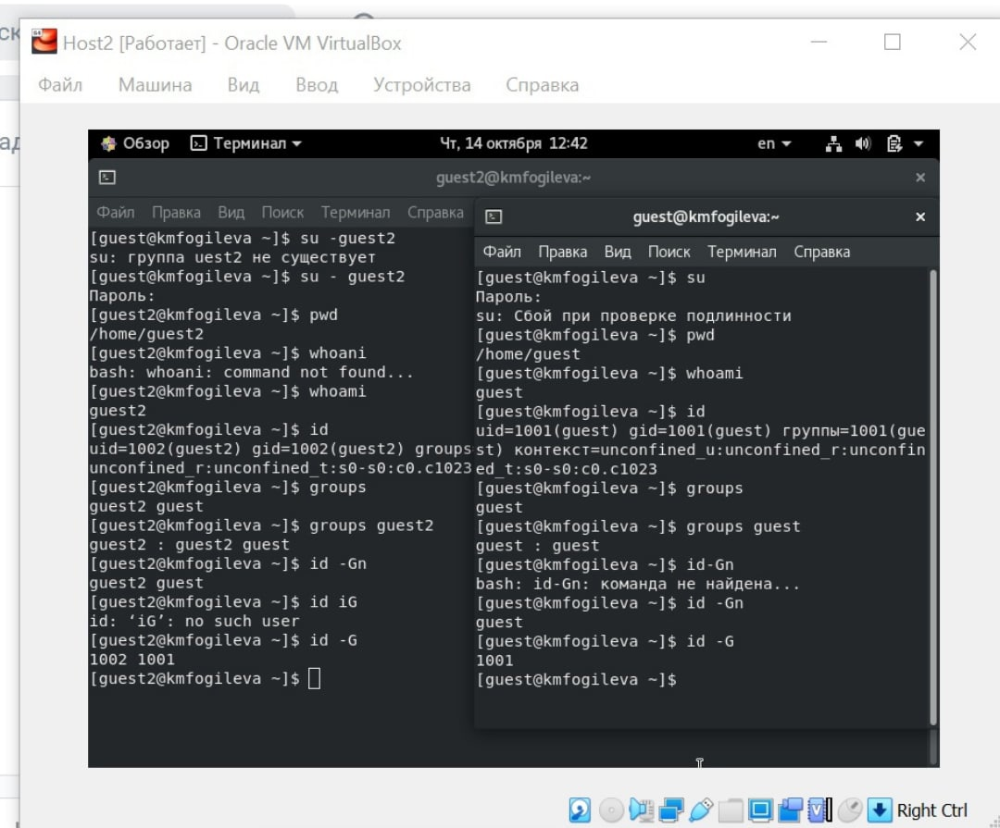 Host2 [Работает] - Oracle VM VirtualBox
Файл Машина Вид Ввод Устройства Справка
Обзор Терминал Чт, 14 октября 12:42 en
guest2@kmfogileva:~
Файл Правка Вид Поиск Терминал Справка
[guest@kmfogileva ~]$ su -guest2
su: группа uest2 не существует
[guest@kmfogileva ~]$ su - guest2
Пароль:
[guest2@kmfogileva ~]$ pwd
/home/guest2
[guest2@kmfogileva ~]$ whoani
bash: whoani: command not found...
[guest2@kmfogileva ~]$ whoami
guest2
[guest2@kmfogileva ~]$ id
uid=1002(guest2) gid=1002(guest2) groups
unconfined_r:unconfined_t:s0-s0:c0.c1023
[guest2@kmfogileva ~]$ groups
guest2 guest
[guest2@kmfogileva ~]$ groups guest2
guest2 : guest2 guest
[guest2@kmfogileva ~]$ id -Gn
guest2 guest
[guest2@kmfogileva ~]$ id iG
id: ‘iG’: no such user
[guest2@kmfogileva ~]$ id -G
1002 1001
[guest2@kmfogileva ~]$
guest@kmfogileva:~
Файл Правка Вид Поиск Терминал Справка
[guest@kmfogileva ~]$ su
Пароль:
su: Сбой при проверке подлинности
[guest@kmfogileva ~]$ pwd
/home/guest
[guest@kmfogileva ~]$ whoami
guest
[guest@kmfogileva ~]$ id
uid=1001(guest) gid=1001(guest) группы=1001(gue
st) контекст=unconfined_u:unconfined_r:unconfin
ed_t:s0-s0:c0.c1023
[guest@kmfogileva ~]$ groups
guest
[guest@kmfogileva ~]$ groups guest
guest : guest
[guest@kmfogileva ~]$ id-Gn
bash: id-Gn: команда не найдена...
[guest@kmfogileva ~]$ id -Gn
guest
[guest@kmfogileva ~]$ id -G
1001
[guest@kmfogileva ~]$
Right Ctrl